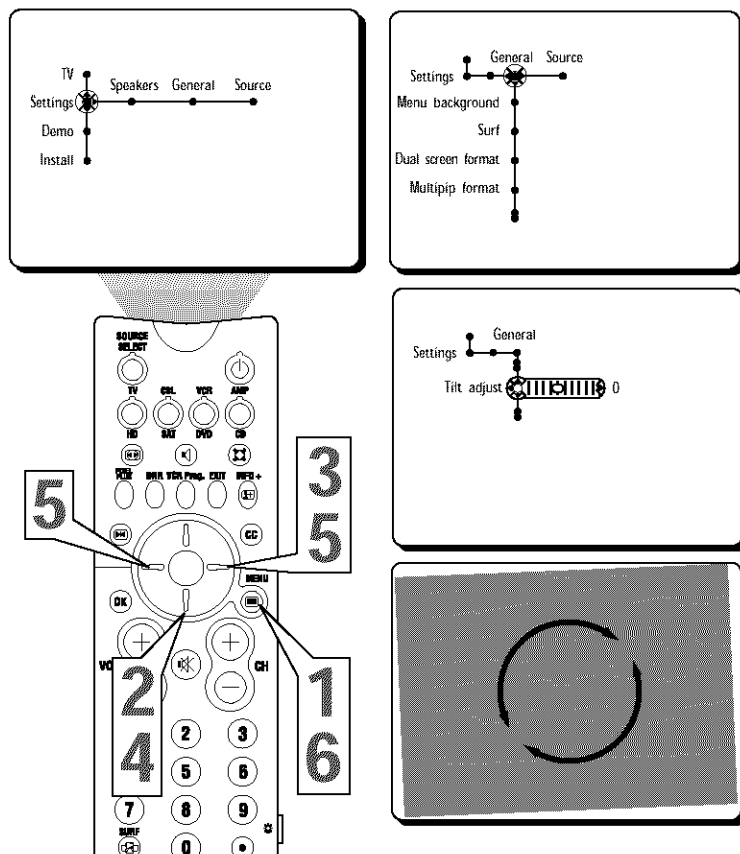 TV
Speakers General Source
Settings
Demo
Install
General Source
Settings
Menu background
Surf
Dual screen format
Multipip format
General
Settings
Tilt adjust 0
SOURCE
SELECT
TV CBL VCR AMP
HD SAT DVD CD
VCR Prog. EXIT INFO +
CC
MENU
OK
CH
5
3
5
2
4
1
6
2 3
5 6
7 8 9
SURF
0